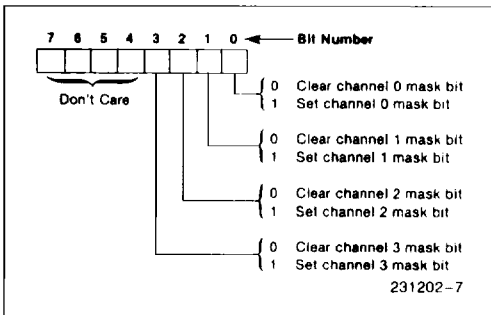 7 6 5 4 3 2 1 0 Bit Number
Don't Care
0 Clear channel 0 mask bit
1 Set channel 0 mask bit
0 Clear channel 1 mask bit
1 Set channel 1 mask bit
0 Clear channel 2 mask bit
1 Set channel 2 mask bit
0 Clear channel 3 mask bit
1 Set channel 3 mask bit
231202-7